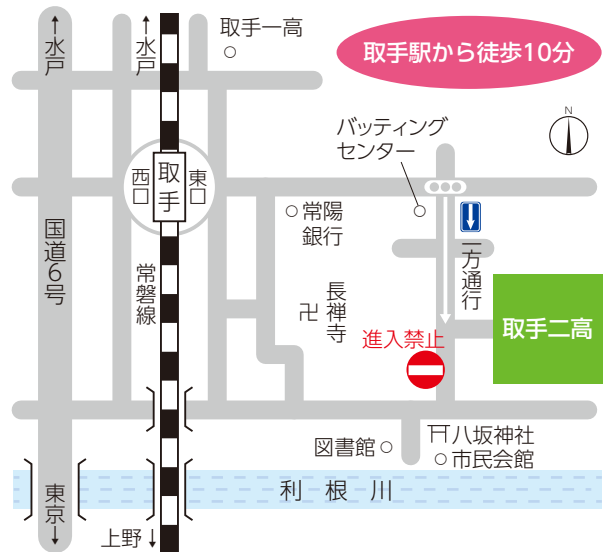 ←水戸
←水戸
取手一高
取手駅から徒歩10分
N
バッティング
センター
西口
取手
東口
常陽
銀行
国道6号
常磐線
一方通行
長禅寺
卍
取手二高
進入禁止
図書館
八坂神社
市民会館
利根川
東京→
上野↓